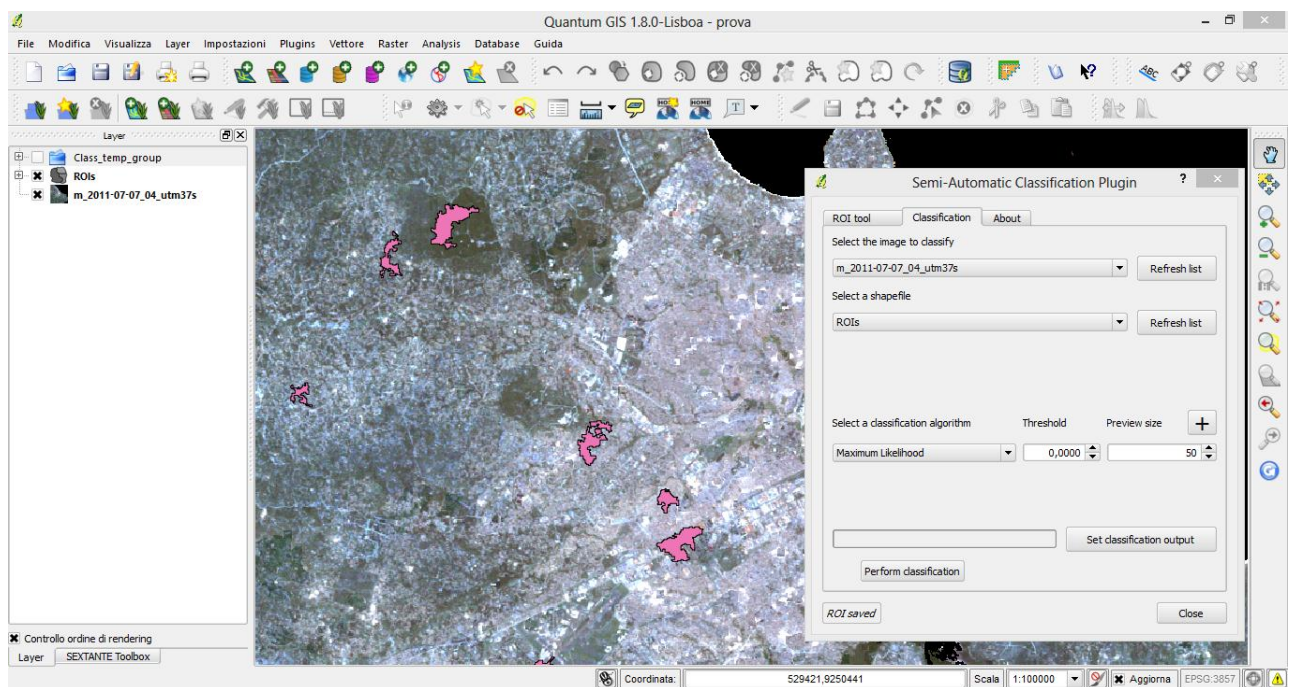 Quantum GIS 1.8.0-Lisboa - prova
File Modifica Visualizza Layer Impostazioni Plugins Vettore Raster Analysis Database Guida
Layer
Class_temp_group
ROIs
m_2011-07-07_04_utm37s
Controllo ordine di rendering
Layer SEXTANTE Toolbox
Semi-Automatic Classification Plugin ?
ROI tool Classification About
Select the image to classify
m_2011-07-07_04_utm37s Refresh list
Select a shapefile
ROIs Refresh list
Select a classification algorithm Threshold Preview size +
Maximum Likelihood 0,0000 50
Set classification output
Perform classification
ROI saved Close
Coordinata: 529421,9250441 Scala 1:100000 Aggiorna EPSG:3857